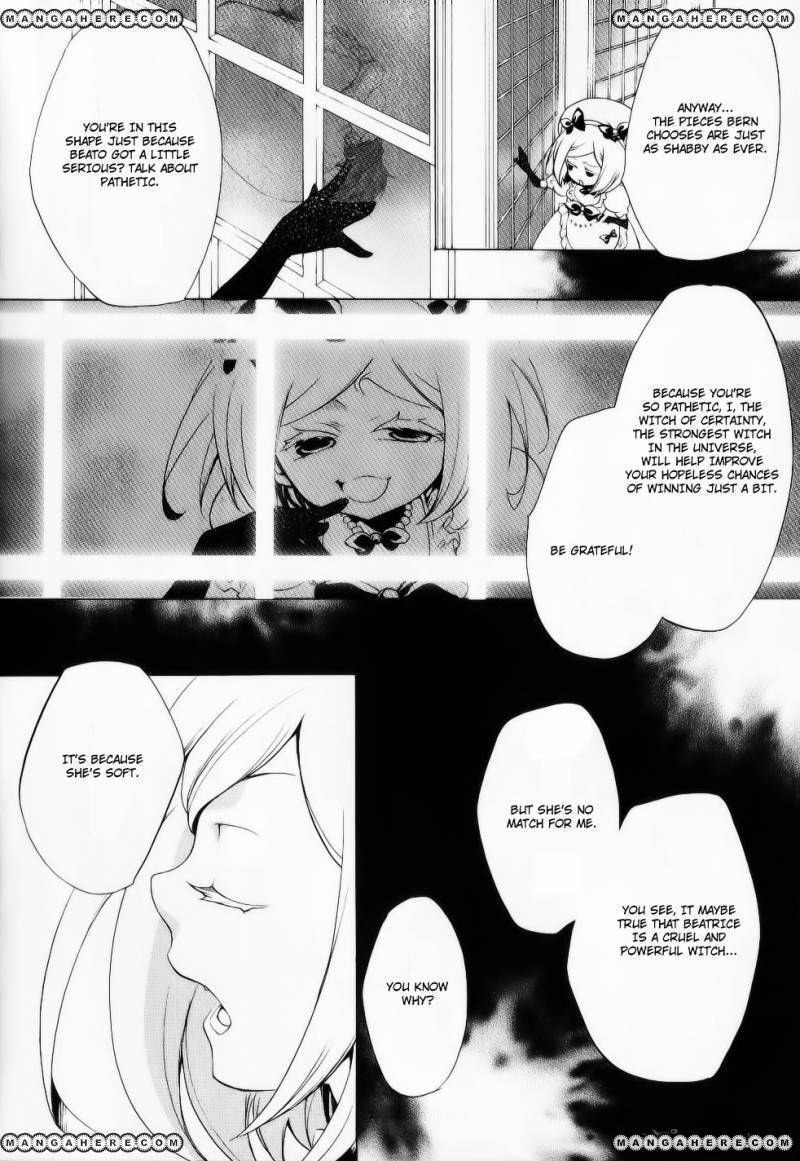 MANGAHERE.COM
MANGAHERE.COM
ANYWAY...
THE PIECES BERN
CHOOSES ARE JUST
AS SHABBY AS EVER.
YOU'RE IN THIS
SHAPE JUST BECAUSE
BEATO GOT A LITTLE
SERIOUS? TALK ABOUT
PATHETIC.
BECAUSE YOU'RE
SO PATHETIC, I, THE
WITCH OF CERTAINTY,
THE STRONGEST WITCH
IN THE UNIVERSE,
WILL HELP IMPROVE
YOUR HOPELESS CHANCES
OF WINNING JUST A BIT.
BE GRATEFUL!
YOU SEE, IT MAYBE
TRUE THAT BEATRICE
IS A CRUEL AND
POWERFUL WITCH...
BUT SHE'S NO
MATCH FOR ME.
YOU KNOW
WHY?
IT'S BECAUSE
SHE'S SOFT.
MANGAHERE.COM
MANGAHERE.COM